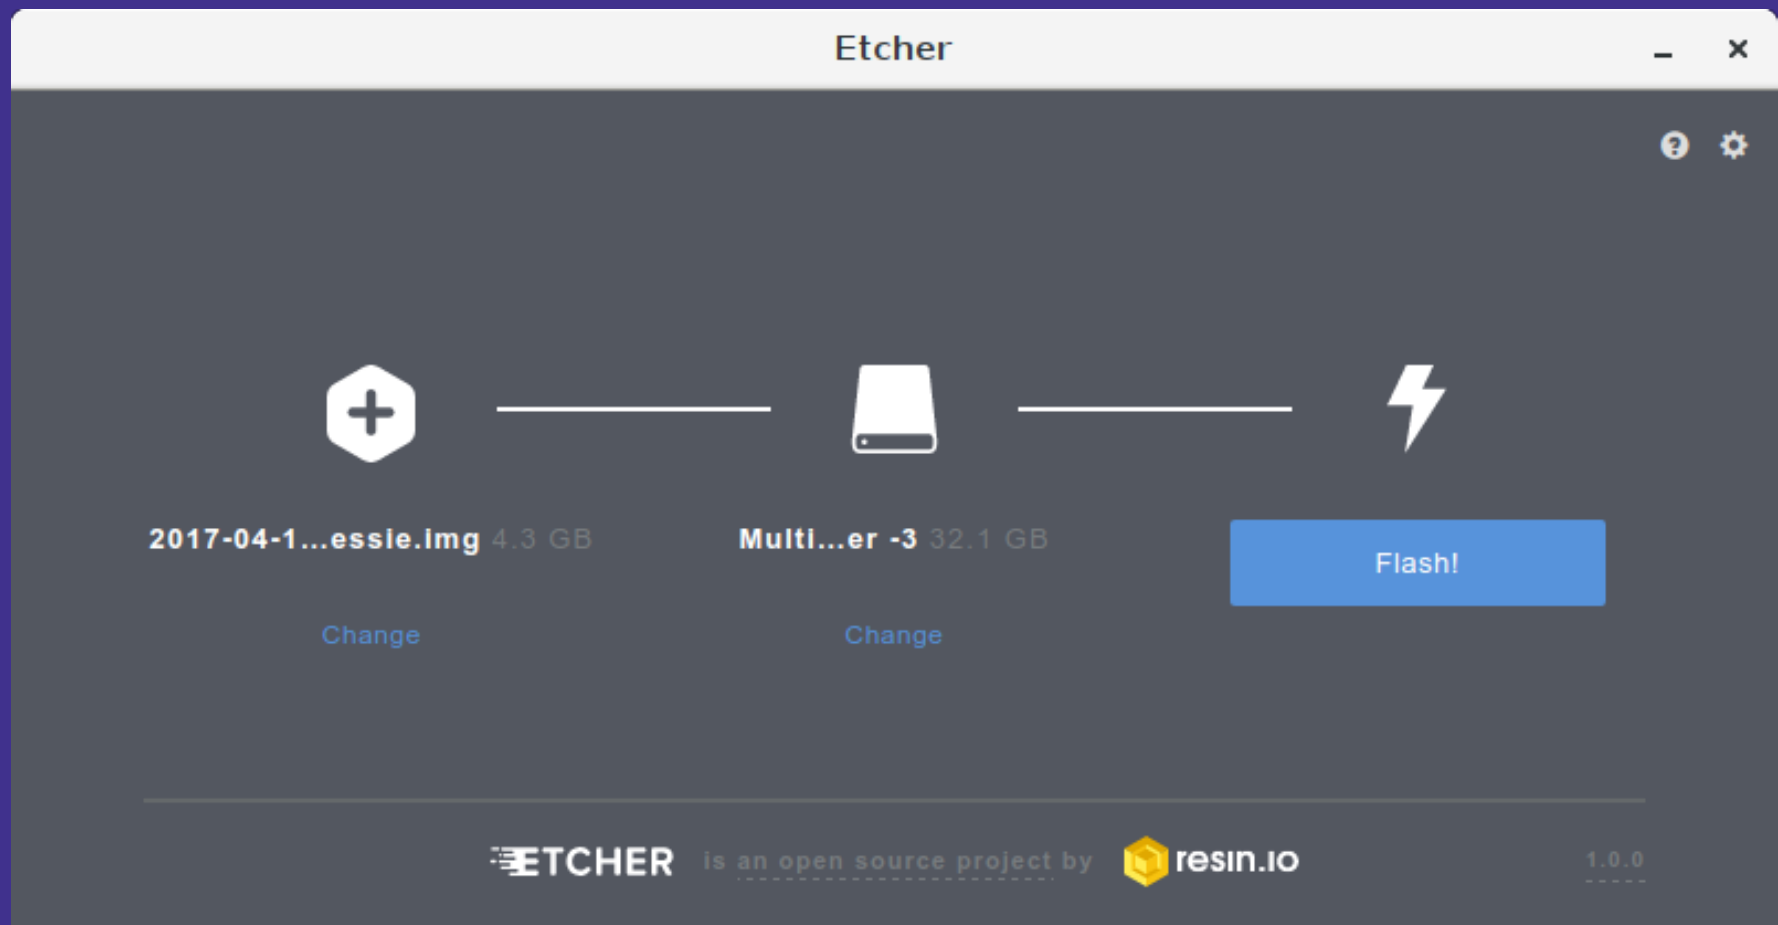 Etcher
2017-04-1...essie.img 4.3 GB
Multi...er -3 32.1 GB
Flash!
Change
Change
ETCHER is an open source project by resin.io
1.0.0